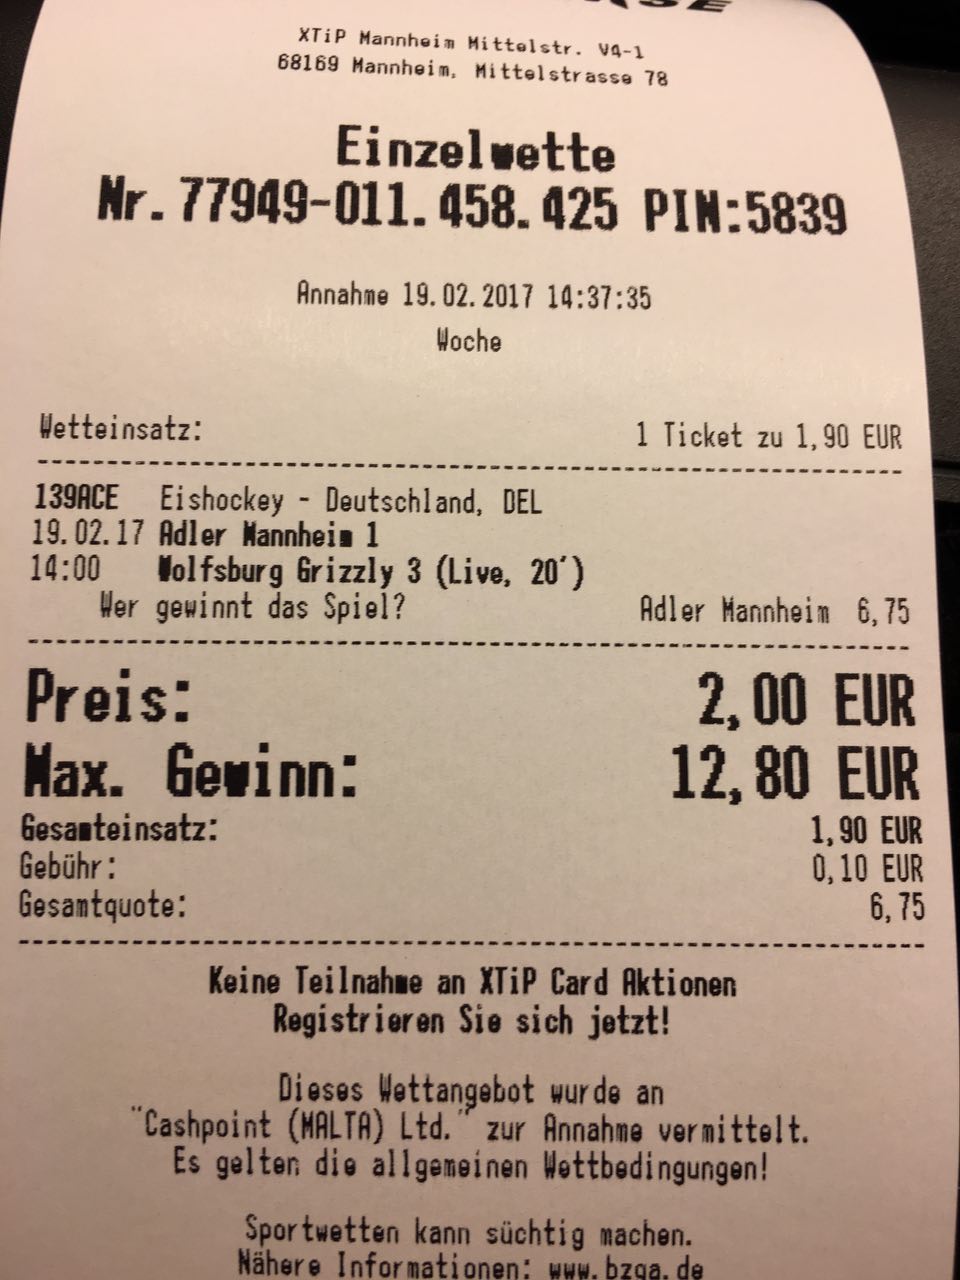 XTiP Mannheim Mittelstr. V4-1
68169 Mannheim, Mittelstrasse 78
Einzelwette
Nr.77949-011.458.425 PIN:5839
Annahme 19.02.2017 14:37:35
Woche
Wetteinsatz: 1 Ticket zu 1,90 EUR
139ACE Eishockey - Deutschland, DEL
19.02.17 Adler Mannheim 1
14:00 Wolfsburg Grizzly 3 (Live, 20')
Wer gewinnt das Spiel? Adler Mannheim 6,75
Preis: 2,00 EUR
Max. Gewinn: 12,80 EUR
Gesamteinsatz: 1,90 EUR
Gebühr: 0,10 EUR
Gesamtquote: 6,75
Keine Teilnahme an XTiP Card Aktionen
Registrieren Sie sich jetzt!
Dieses Wettangebot wurde an
"Cashpoint (MALTA) Ltd." zur Annahme vermittelt.
Es gelten die allgemeinen Wettbedingungen!
Sportwetten kann süchtig machen.
Nähere Informationen: www.bzga.de